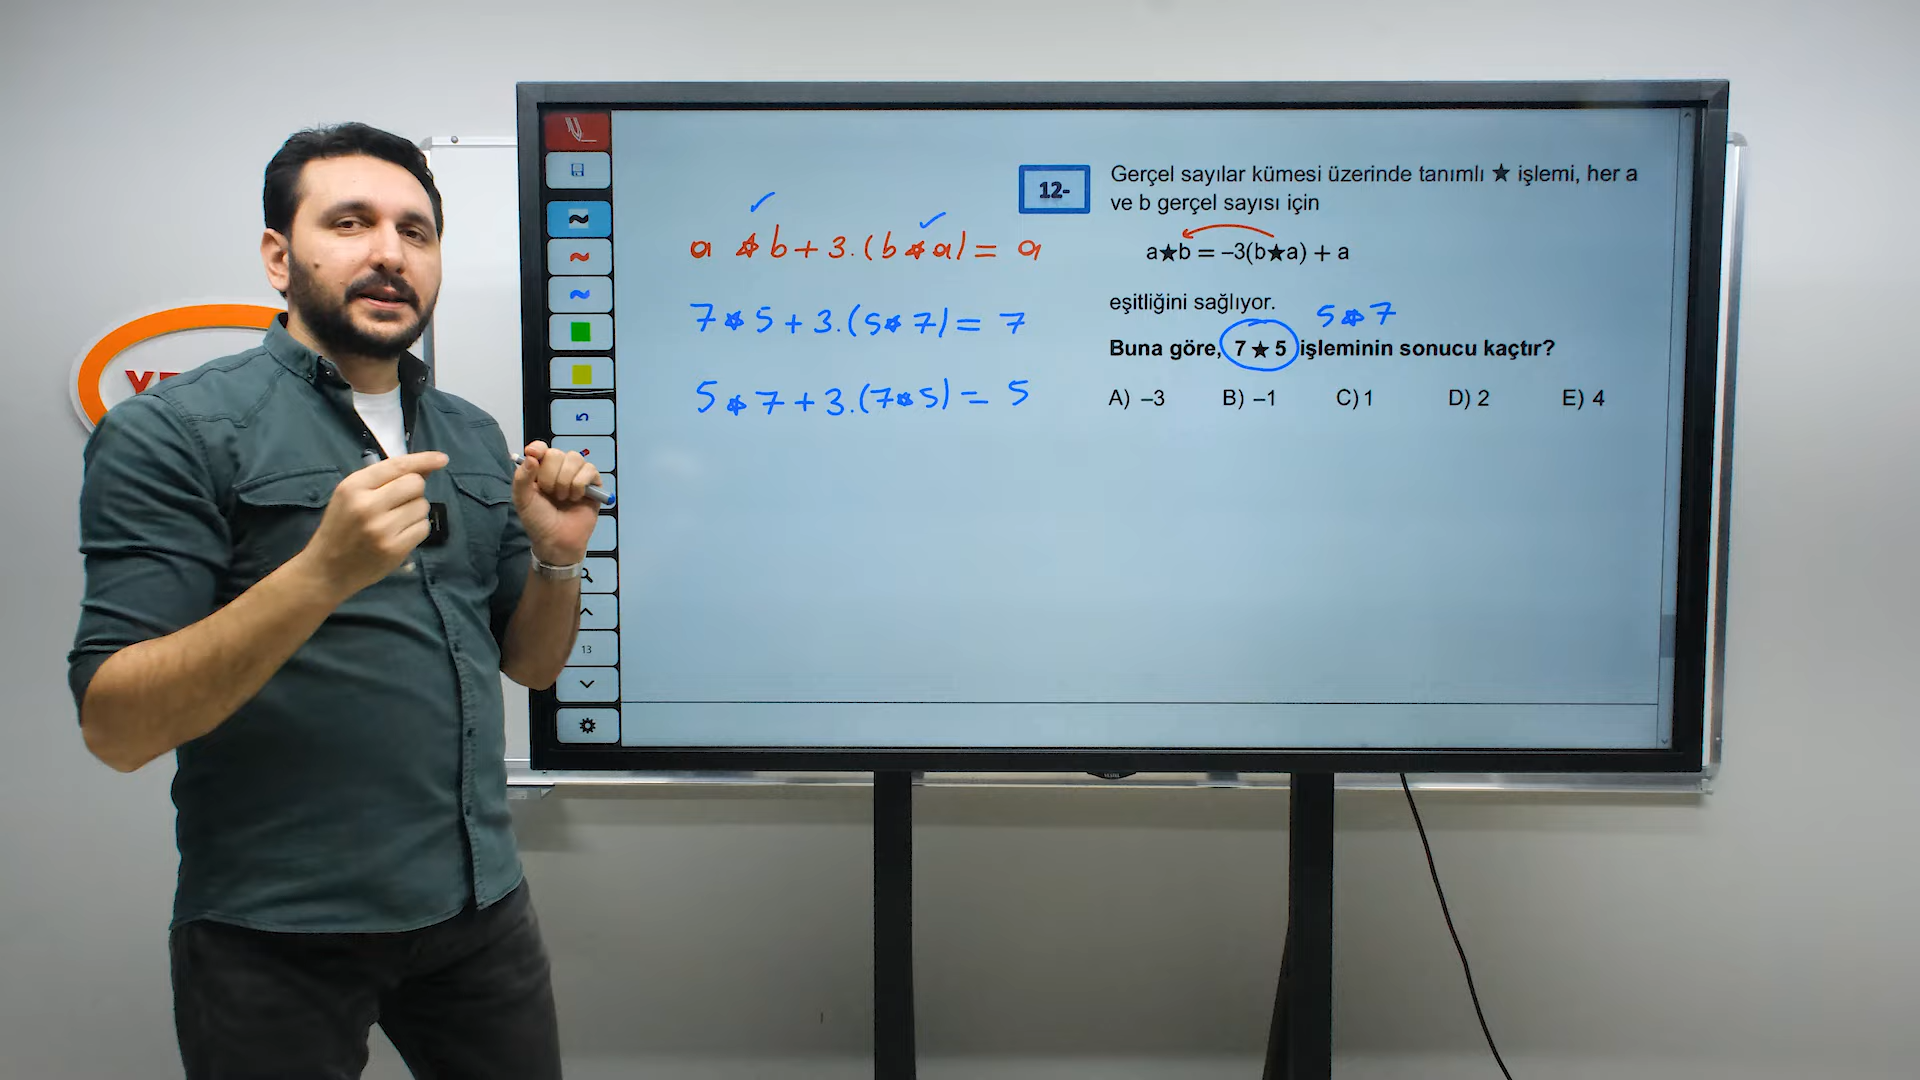 12-
Gerçel sayılar kümesi üzerinde tanımlı ★ işlemi, her a
ve b gerçel sayısı için
a★b = –3(b★a) + a
eşitliğini sağlıyor.
5★7
Buna göre, 7 ★ 5 işleminin sonucu kaçtır?
A) –3 B) –1 C) 1 D) 2 E) 4
a ★ b + 3.(b ★ a) = a
7 ★ 5 + 3.(5 ★ 7) = 7
5 ★ 7 + 3.(7 ★ 5) = 5
13